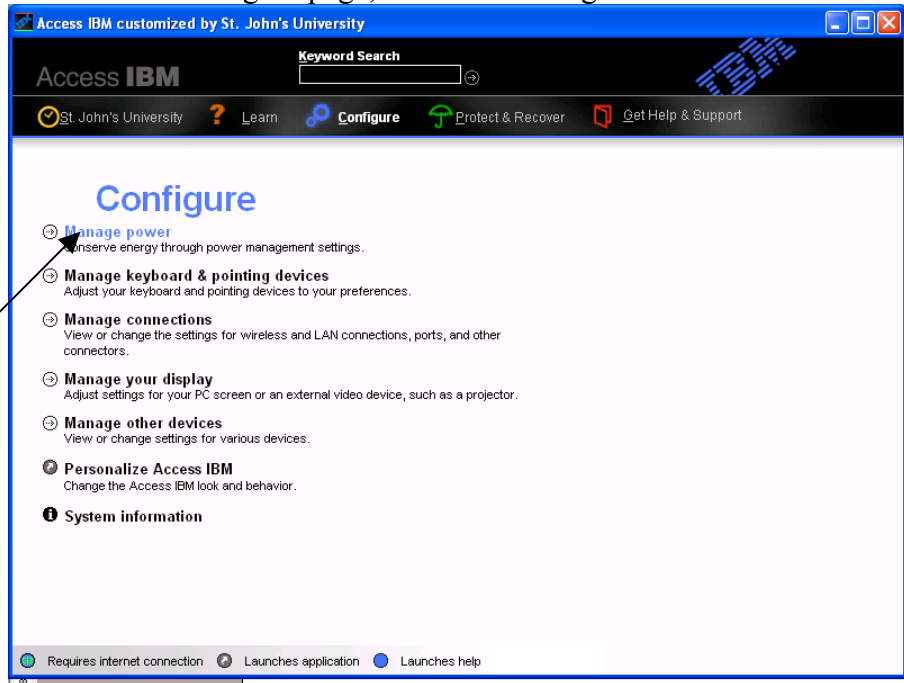 Access IBM customized by St. John's University
Keyword Search
Access IBM
IBM
St. John's University ? Learn Configure Protect & Recover Get Help & Support
Configure
Manage power
Conserve energy through power management settings.
Manage keyboard & pointing devices
Adjust your keyboard and pointing devices to your preferences.
Manage connections
View or change the settings for wireless and LAN connections, ports, and other
connectors.
Manage your display
Adjust settings for your PC screen or an external video device, such as a projector.
Manage other devices
View or change settings for various devices.
Personalize Access IBM
Change the Access IBM look and behavior.
System information
Requires internet connection Launches application Launches help